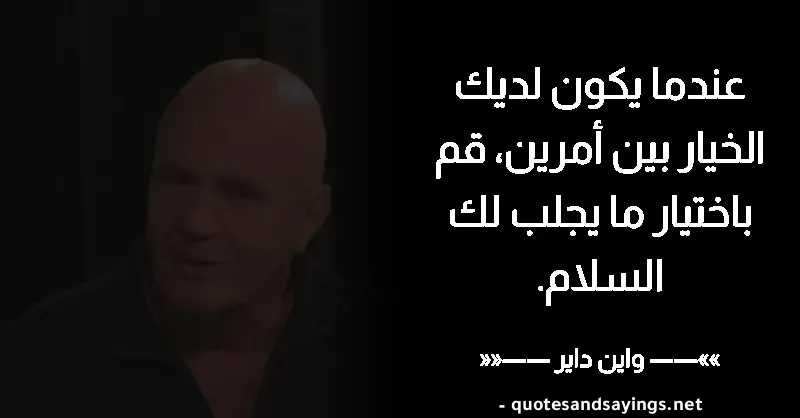 عندما يكون لديك
الخيار بين أمرين، قم
باختيار ما يجلب لك
السلام.
»»—— واين داير ——««
- quotesandsayings.net